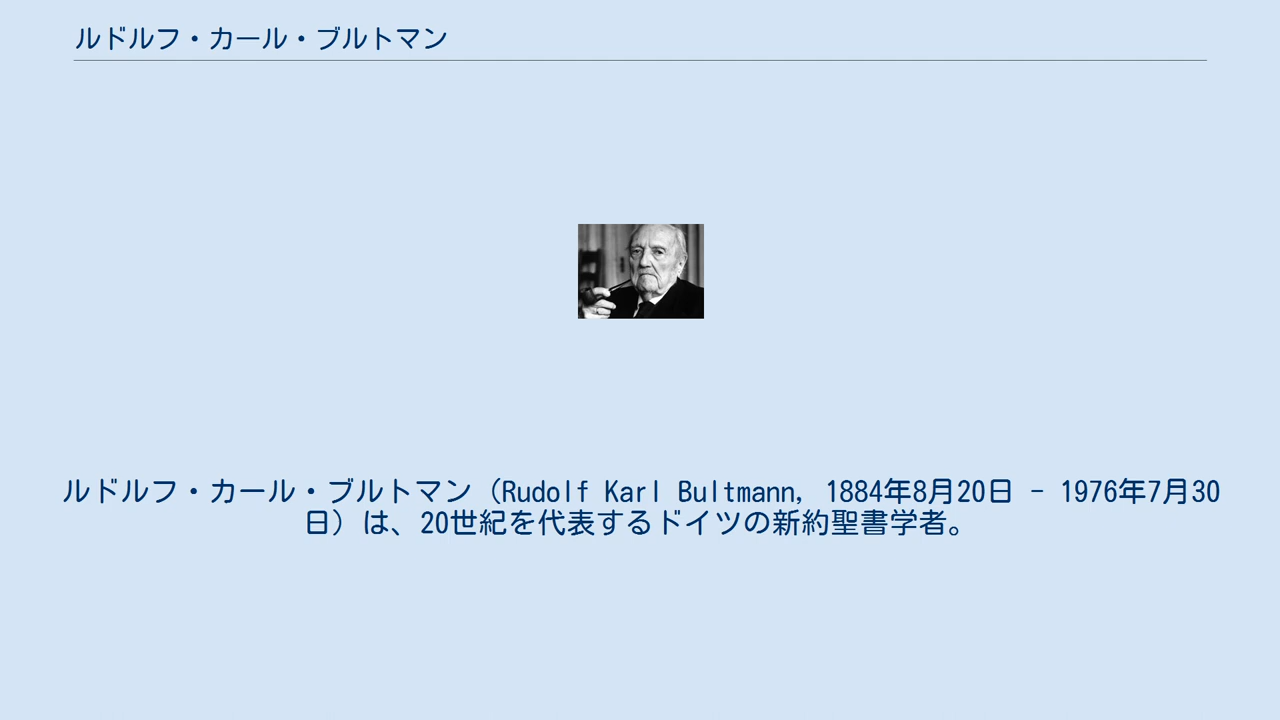 ルドルフ・カール・ブルトマン
ルドルフ・カール・ブルトマン（Rudolf Karl Bultmann, 1884年8月20日 - 1976年7月30
日）は、20世紀を代表するドイツの新約聖書学者。